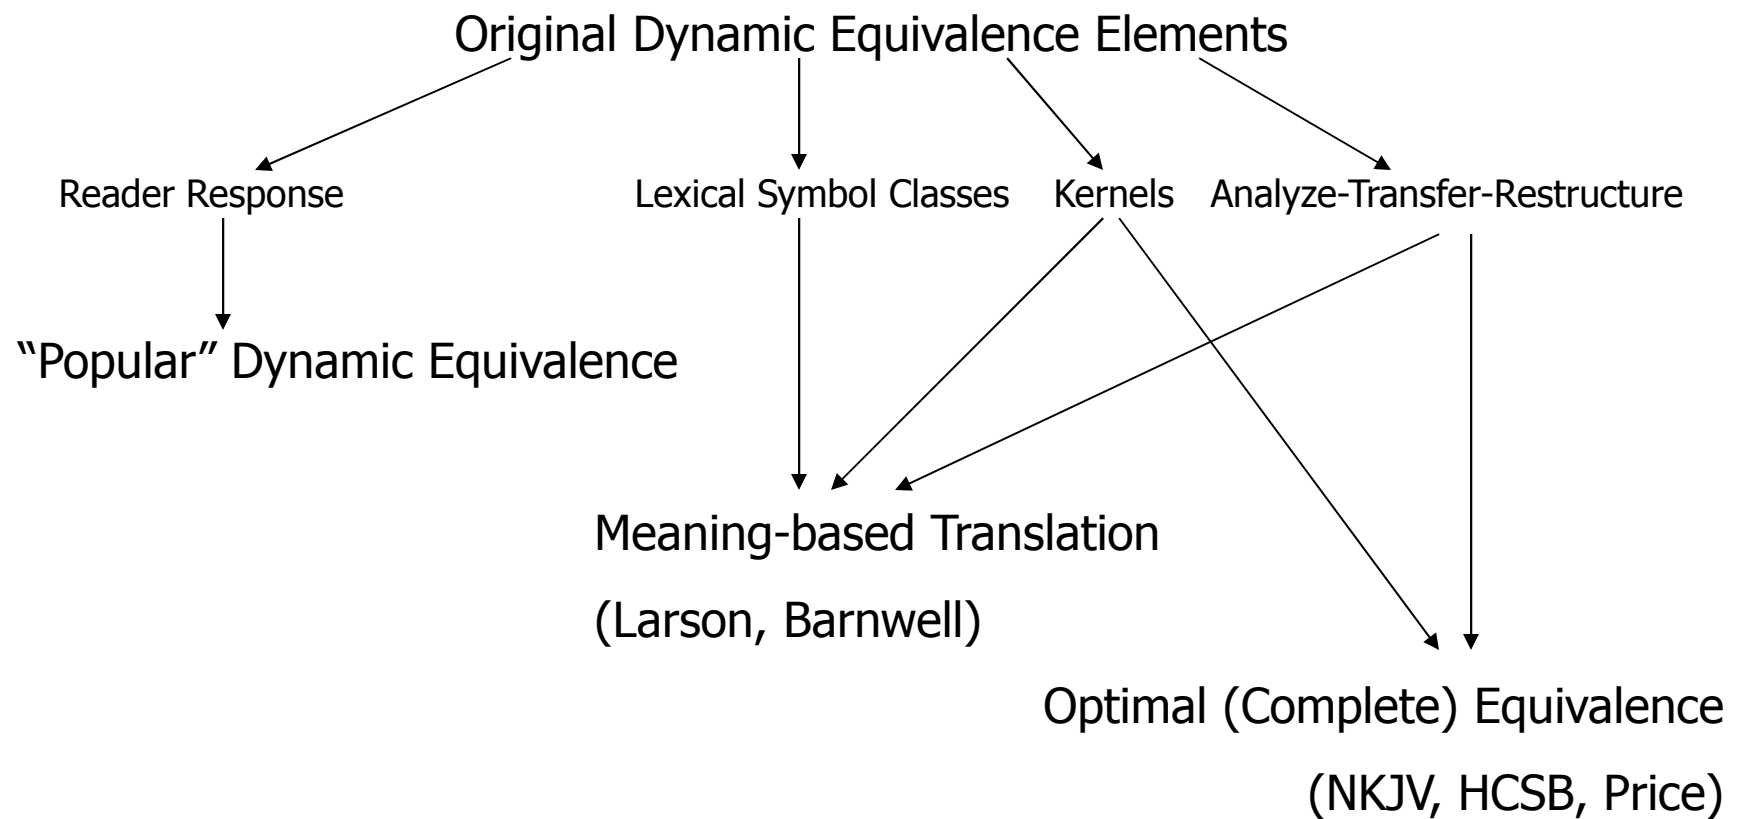 Original Dynamic Equivalence Elements
Reader Response
Lexical Symbol Classes
Kernels
Analyze-Transfer-Restructure
“Popular” Dynamic Equivalence
Meaning-based Translation
(Larson, Barnwell)
Optimal (Complete) Equivalence
(NKJV, HCSB, Price)